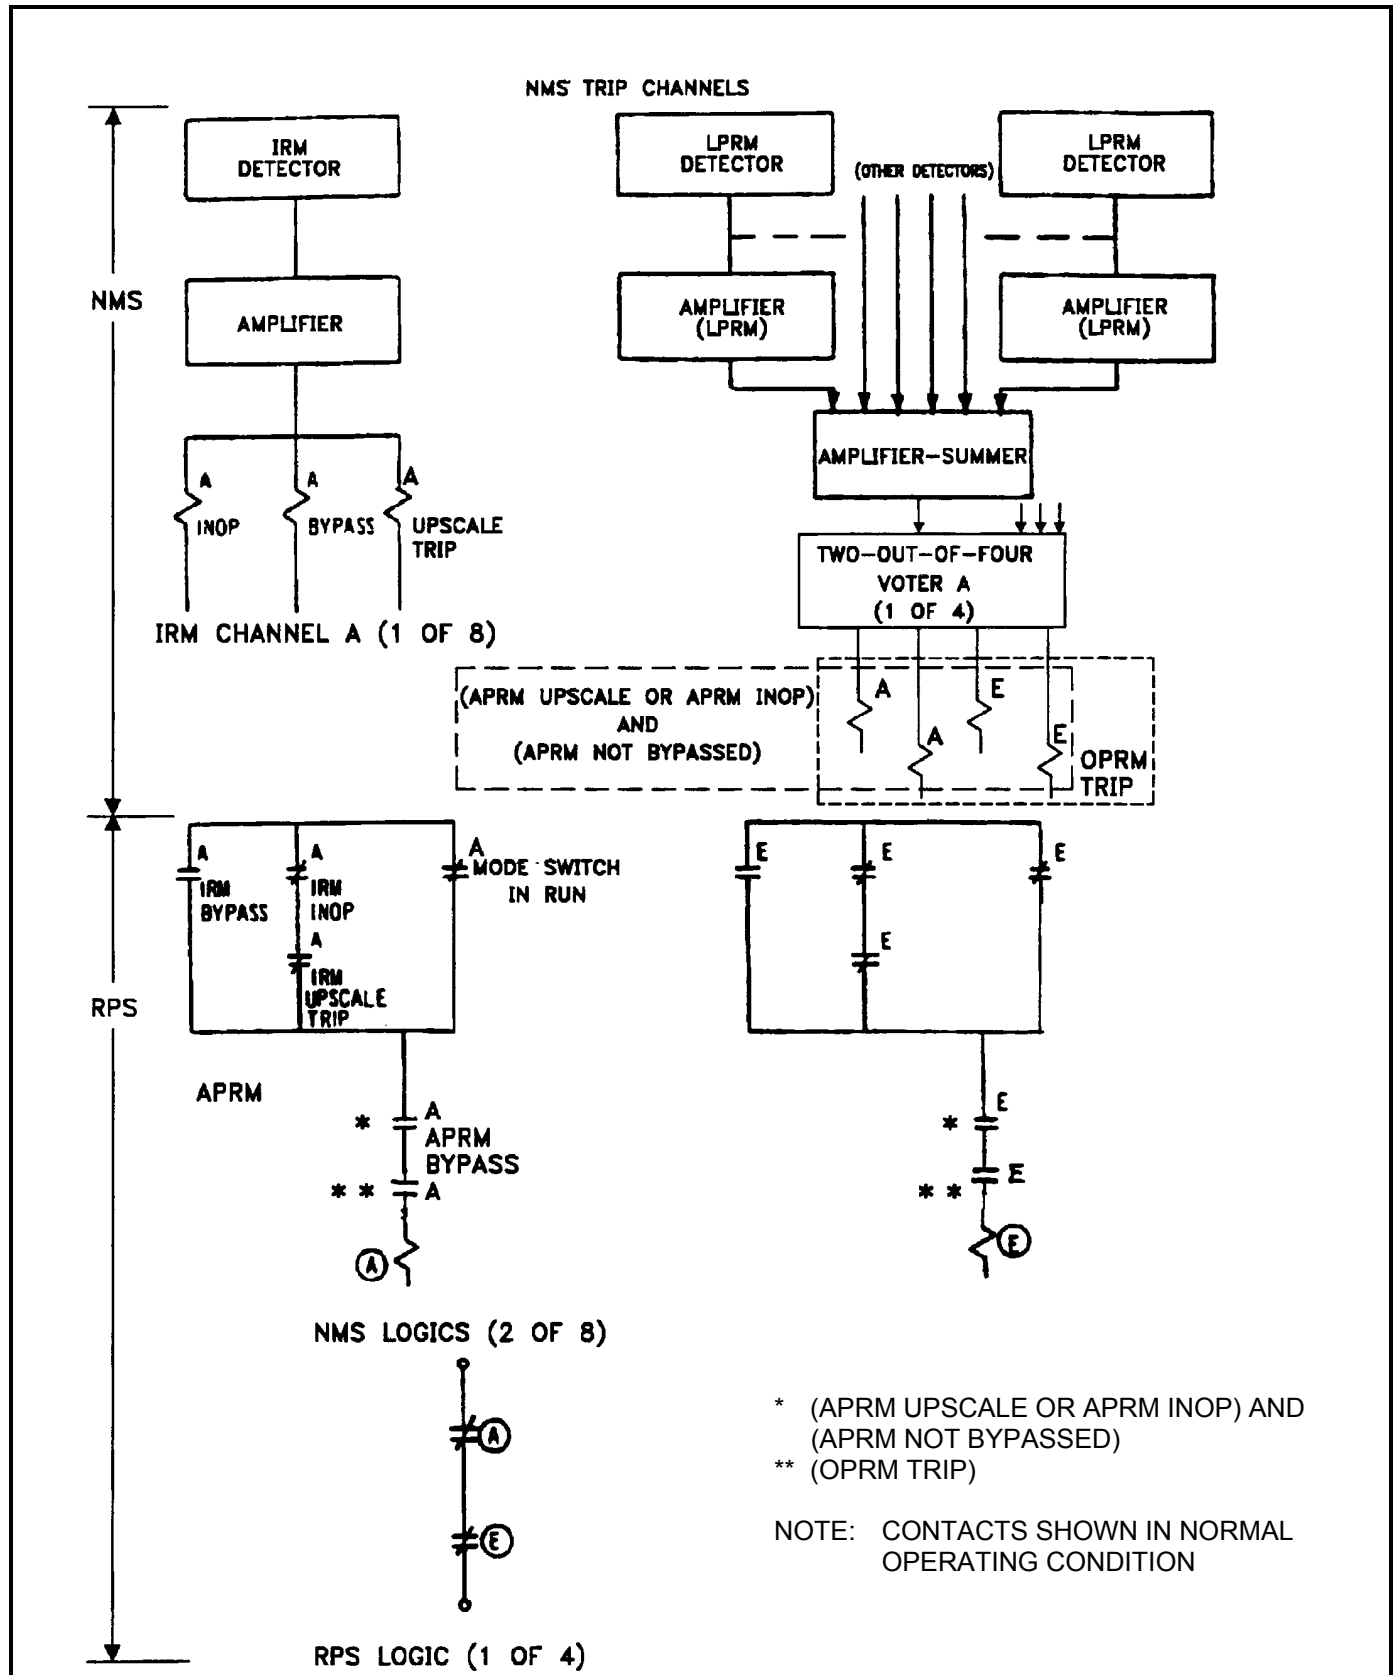 NMS TRIP CHANNELS
IRM
DETECTOR
LPRM
DETECTOR
(OTHER DETECTORS)
LPRM
DETECTOR
NMS
AMPLIFIER
AMPLIFIER
(LPRM)
AMPLIFIER
(LPRM)
AMPLIFIER-SUMMER
A
INOP
A
BYPASS
A
UPSCALE
TRIP
IRM CHANNEL A (1 OF 8)
TWO-OUT-OF-FOUR
VOTER A
(1 OF 4)
(APRM UPSCALE OR APRM INOP)
AND
(APRM NOT BYPASSED)
A
A
E
E
OPRM
TRIP
RPS
A
IRM
BYPASS
A
IRM
INOP
A
IRM
UPSCALE
TRIP
A
MODE SWITCH
IN RUN
E
E
E
E
APRM
* A
APRM
BYPASS
** A
A
* E
** E
E
NMS LOGICS (2 OF 8)
A
E
RPS LOGIC (1 OF 4)
* (APRM UPSCALE OR APRM INOP) AND
(APRM NOT BYPASSED)
** (OPRM TRIP)
NOTE: CONTACTS SHOWN IN NORMAL
OPERATING CONDITION